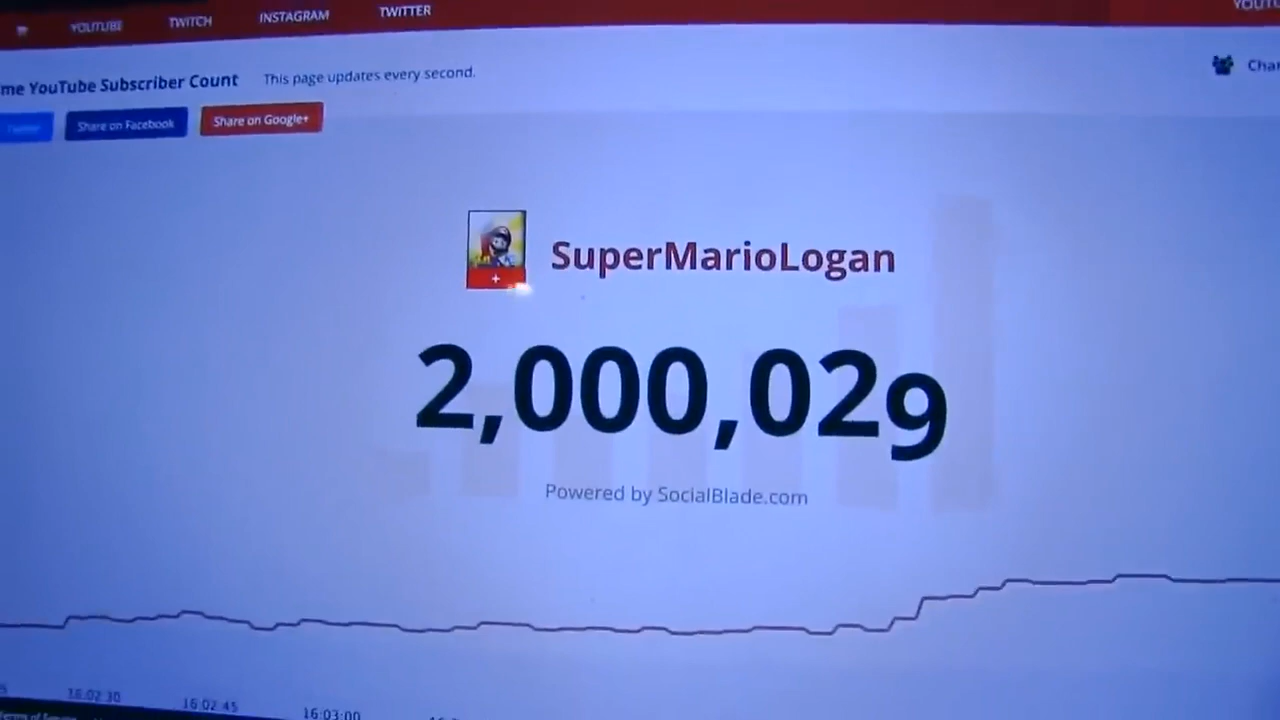 YOUTUBE TWITCH INSTAGRAM TWITTER
me YouTube Subscriber Count This page updates every second.
Share on Facebook Share on Google+
SuperMarioLogan
+
2,000,029
Powered by SocialBlade.com
16:02:30 16:02:45 16:03:00